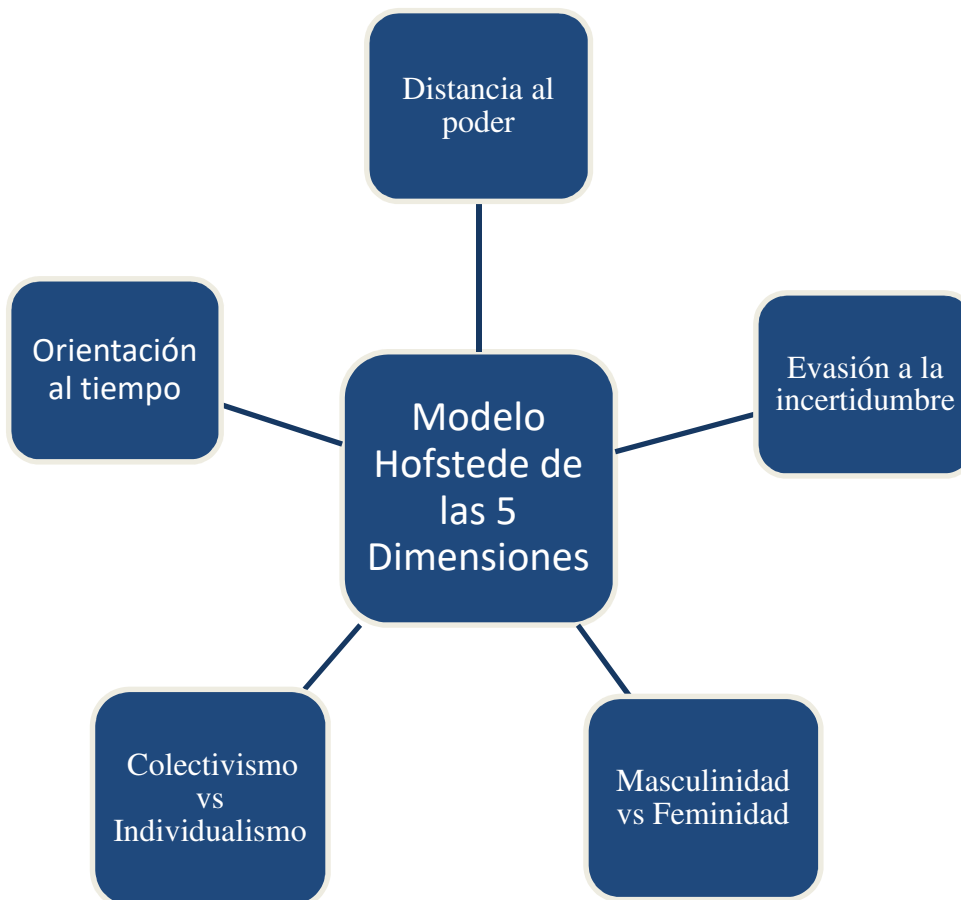 Distancia al
poder
Orientación
al tiempo
Evasión a la
incertidumbre
Modelo
Hofstede de
las 5
Dimensiones
Colectivismo
vs
Individualismo
Masculinidad
vs Feminidad